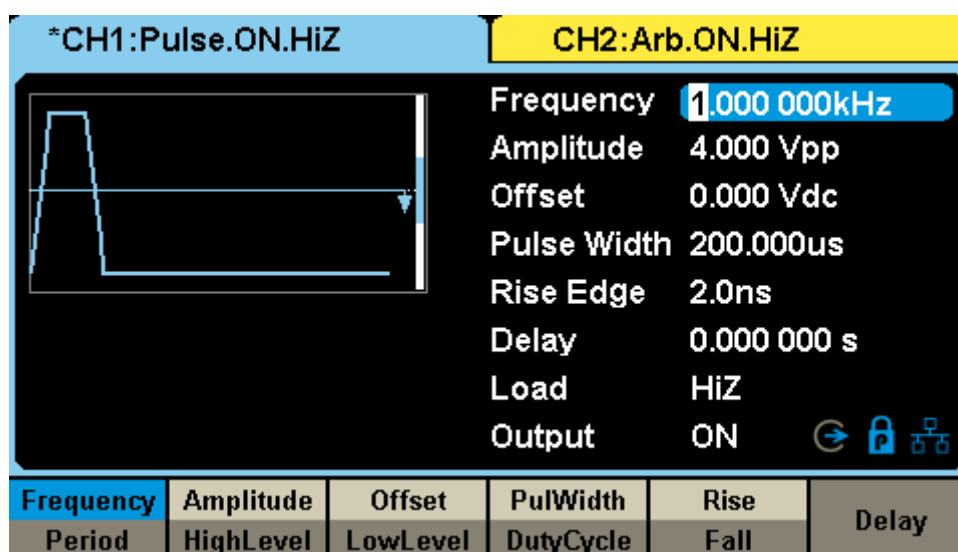 *CH1:Pulse.ON.HiZ CH2:Arb.ON.HiZ
Frequency 1.000 000kHz
Amplitude 4.000 Vpp
Offset 0.000 Vdc
Pulse Width 200.000us
Rise Edge 2.0ns
Delay 0.000 000 s
Load HiZ
Output ON P
Frequency Amplitude Offset PulWidth Rise Delay
Period HighLevel LowLevel DutyCycle Fall